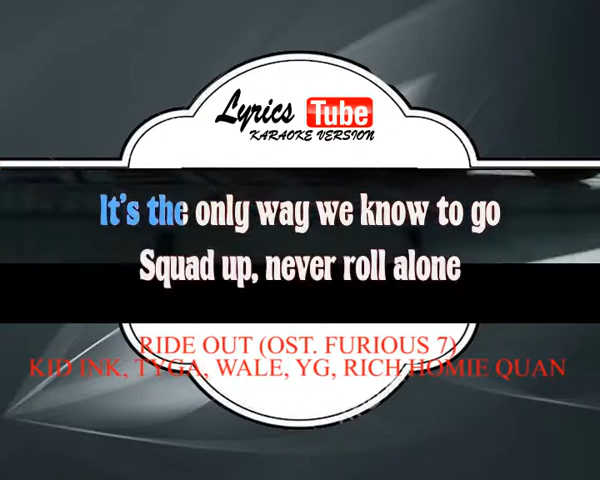 Lyrics Tube
KARAOKE VERSION
It's the only way we know to go
Squad up, never roll alone
RIDE OUT (OST. FURIOUS 7)
KID INK, TYGA, WALE, YG, RICH HOMIE QUAN